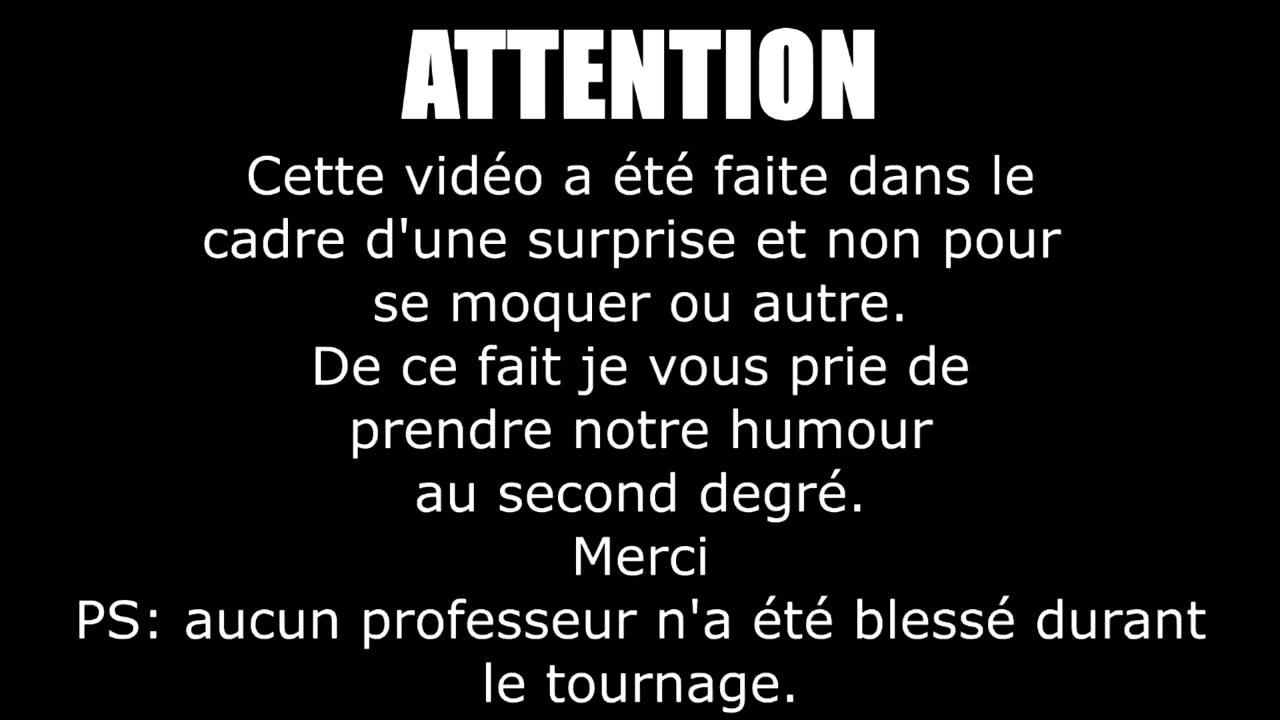 ATTENTION
Cette vidéo a été faite dans le
cadre d'une surprise et non pour
se moquer ou autre.
De ce fait je vous prie de
prendre notre humour
au second degré.
Merci
PS: aucun professeur n'a été blessé durant
le tournage.